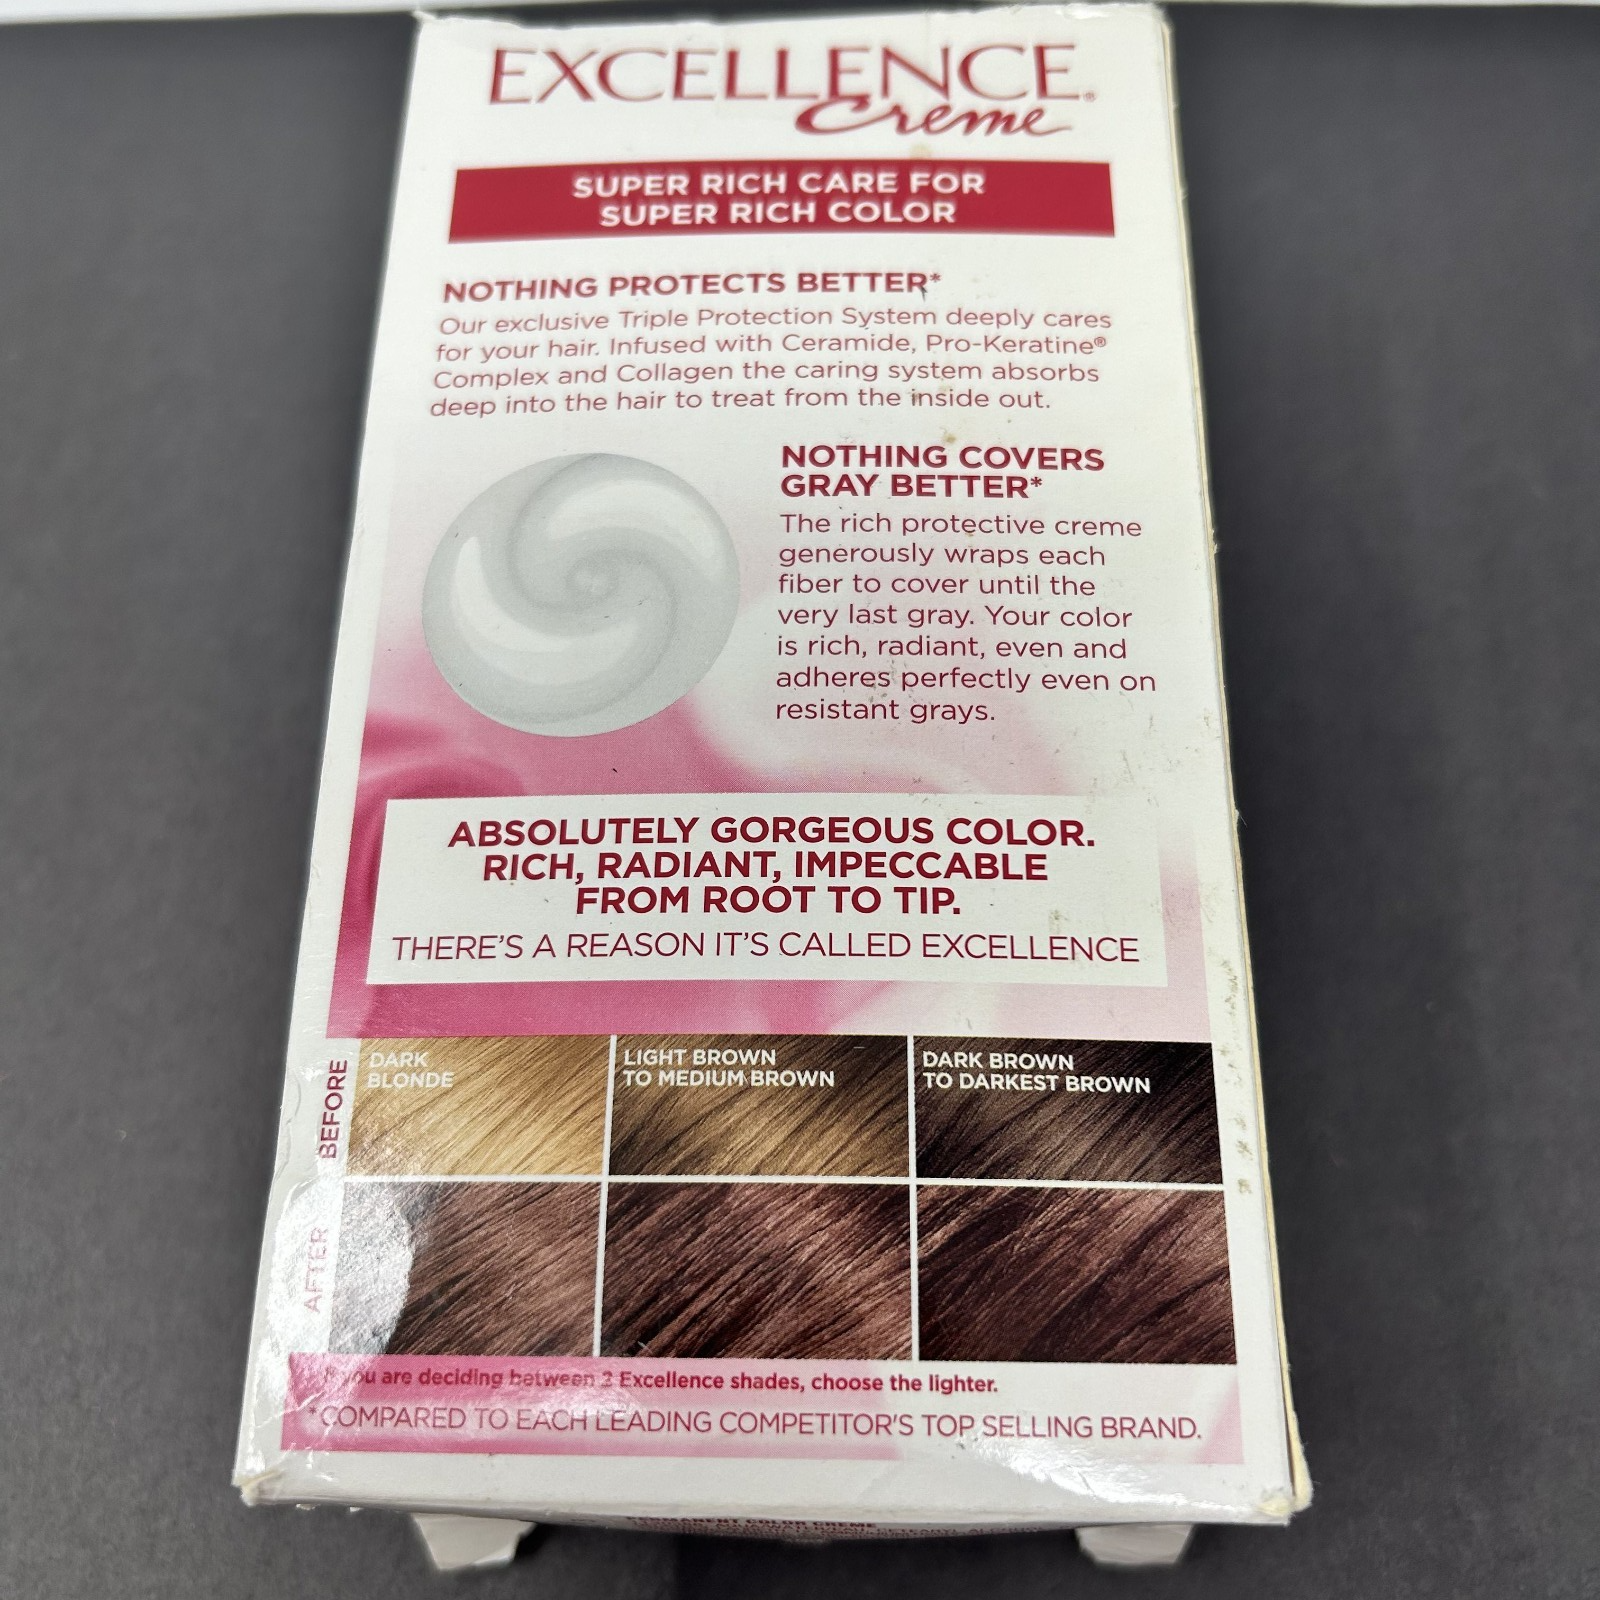 EXCELLENCE®
Creme
SUPER RICH CARE FOR
SUPER RICH COLOR
NOTHING PROTECTS BETTER*
Our exclusive Triple Protection System deeply cares
for your hair. Infused with Ceramide, Pro-Keratine®
Complex and Collagen the caring system absorbs
deep into the hair to treat from the inside out.
NOTHING COVERS
GRAY BETTER*
The rich protective creme
generously wraps each
fiber to cover until the
very last gray. Your color
is rich, radiant, even and
adheres perfectly even on
resistant grays.
ABSOLUTELY GORGEOUS COLOR.
RICH, RADIANT, IMPECCABLE
FROM ROOT TO TIP.
THERE'S A REASON IT'S CALLED EXCELLENCE
BEFORE
DARK
BLONDE
LIGHT BROWN
TO MEDIUM BROWN
DARK BROWN
TO DARKEST BROWN
AFTER
If you are deciding between 2 Excellence shades, choose the lighter.
*COMPARED TO EACH LEADING COMPETITOR'S TOP SELLING BRAND.
COLOR CREME